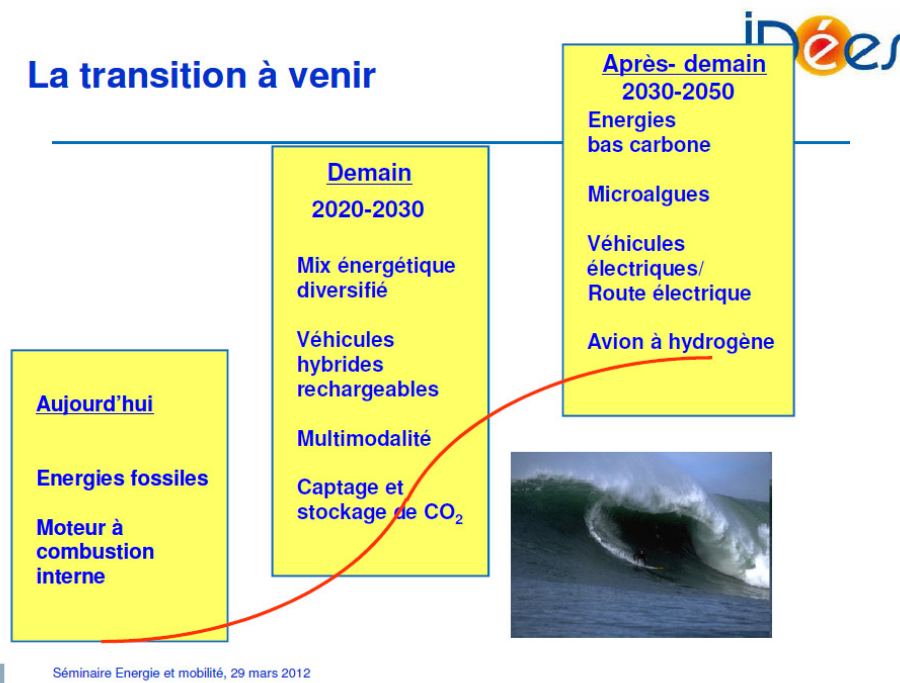 iDées
La transition à venir
Aujourd'hui
Energies fossiles
Moteur à
combustion
interne
Demain
2020-2030
Mix énergétique
diversifié
Véhicules
hybrides
rechargeables
Multimodalité
Captage et
stockage de CO₂
Après- demain
2030-2050
Energies
bas carbone
Microalgues
Véhicules
électriques/
Route électrique
Avion à hydrogène
Séminaire Energie et mobilité, 29 mars 2012